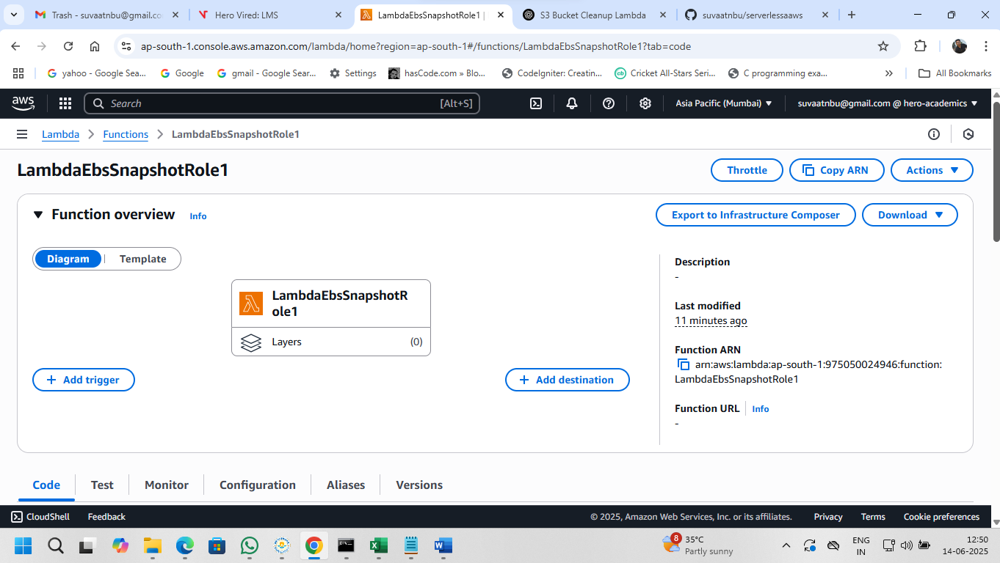 Trash - suvaatnbu@gmail.co
Hero Vired: LMS
LambdaEbsSnapshotRole1 |
S3 Bucket Cleanup Lambda
suvaatnbu/serverlessaaws
ap-south-1.console.aws.amazon.com/lambda/home?region=ap-south-1#/functions/LambdaEbsSnapshotRole1?tab=code
yahoo - Google Sea...
Google
gmail - Google Sear...
Settings
hasCode.com » Blo...
CodeIgniter: Creatin...
Cricket All-Stars Seri...
C programming exa...
All Bookmarks
aws
Search
[Alt+S]
Asia Pacific (Mumbai)
suvaatnbu@gmail.com @ hero-academics
Lambda
Functions
LambdaEbsSnapshotRole1
LambdaEbsSnapshotRole1
Throttle
Copy ARN
Actions
Function overview
Info
Export to Infrastructure Composer
Download
Diagram
Template
LambdaEbsSnapshotR
ole1
Layers
(0)
Add trigger
Add destination
Description
-
Last modified
11 minutes ago
Function ARN
arn:aws:lambda:ap-south-1:975050024946:function:
LambdaEbsSnapshotRole1
Function URL
Info
-
Code
Test
Monitor
Configuration
Aliases
Versions
CloudShell
Feedback
© 2025, Amazon Web Services, Inc. or its affiliates.
Privacy
Terms
Cookie preferences
8
35°C
Partly sunny
ENG
IN
12:50
14-06-2025